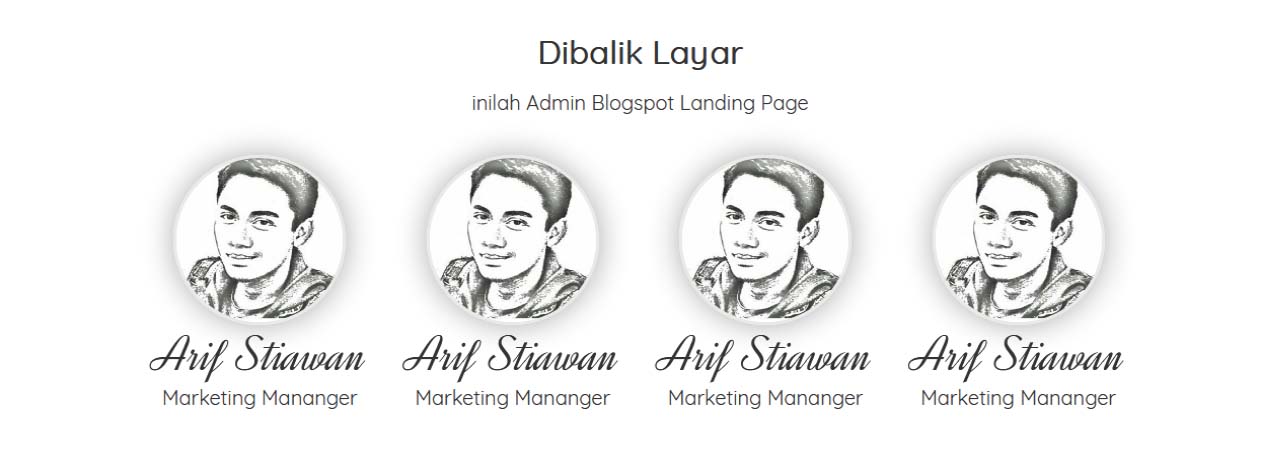 Dibalik Layar
inilah Admin Blogspot Landing Page
Arif Stiawan Arif Stiawan Arif Stiawan Arif Stiawan
Marketing Mananger Marketing Mananger Marketing Mananger Marketing Mananger